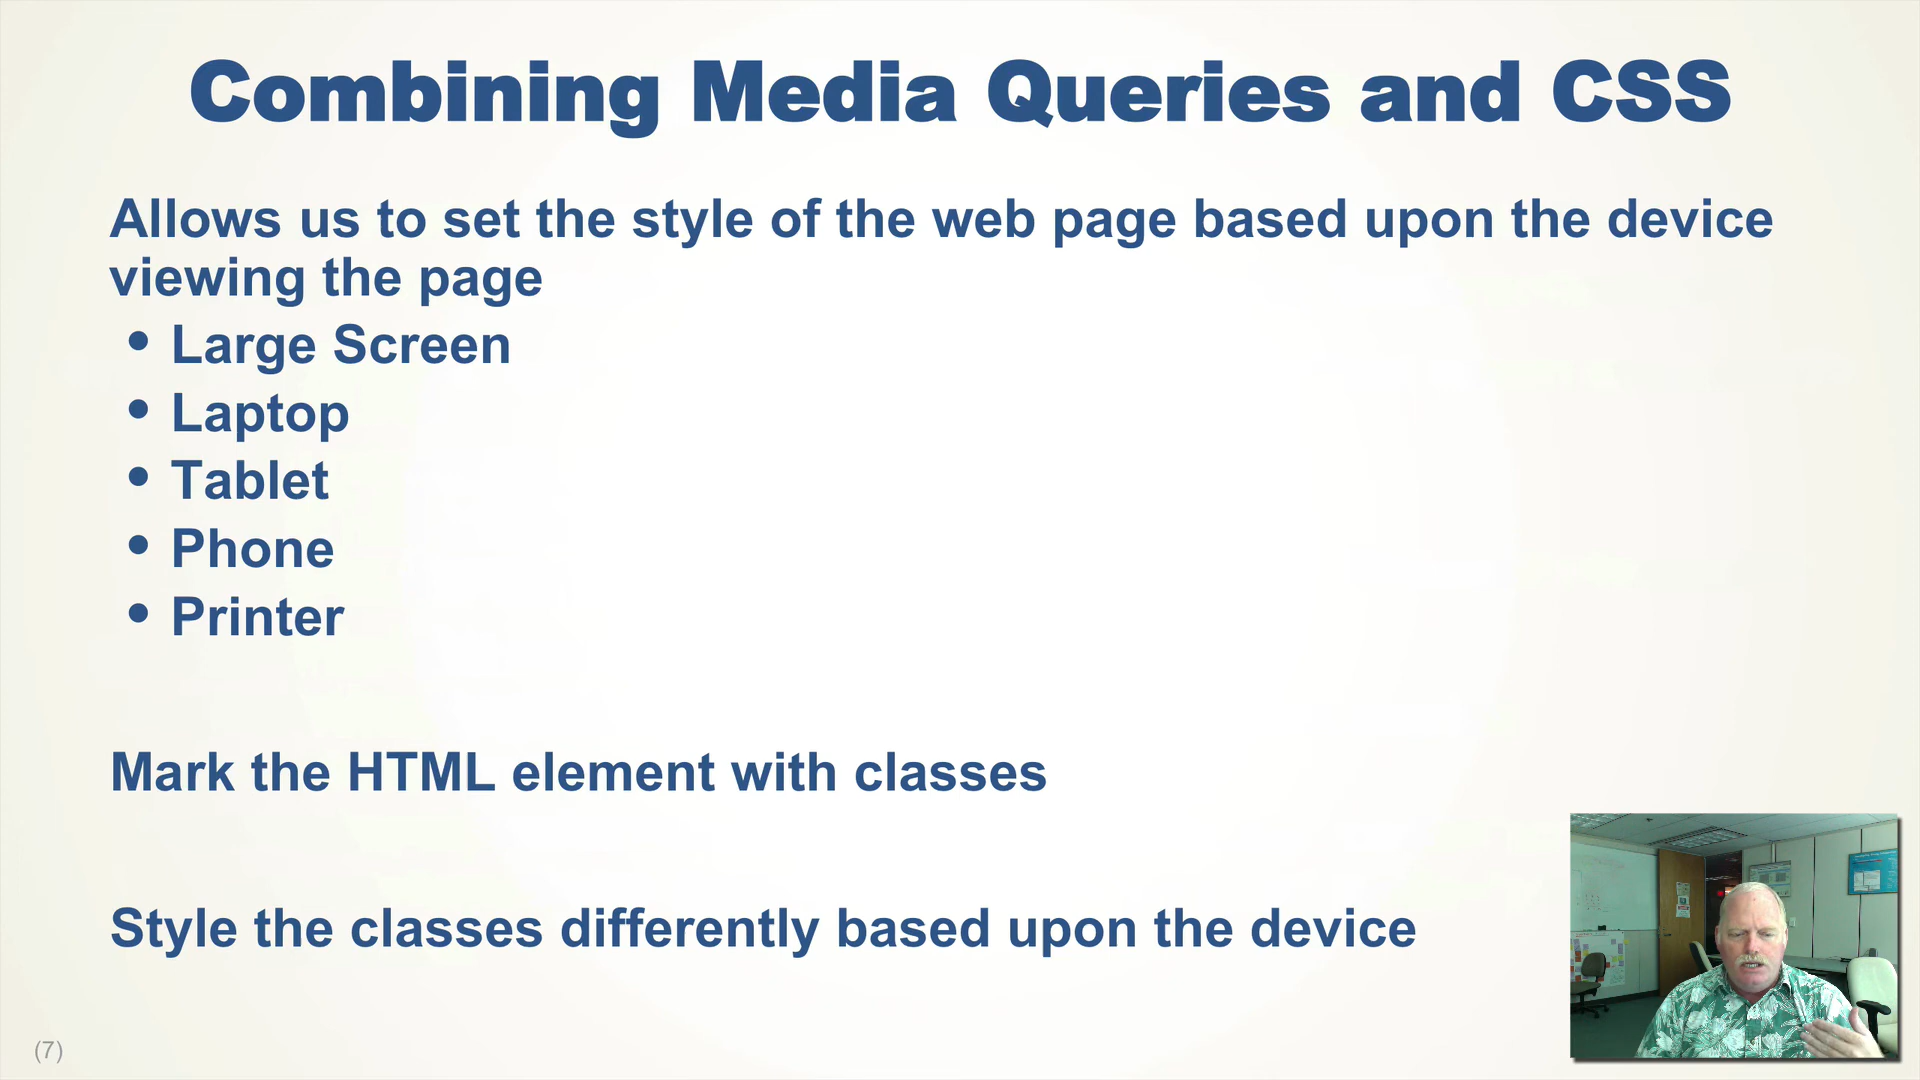 Combining Media Queries and CSS
Allows us to set the style of the web page based upon the device
viewing the page
• Large Screen
• Laptop
• Tablet
• Phone
• Printer
Mark the HTML element with classes
Style the classes differently based upon the device
(7)